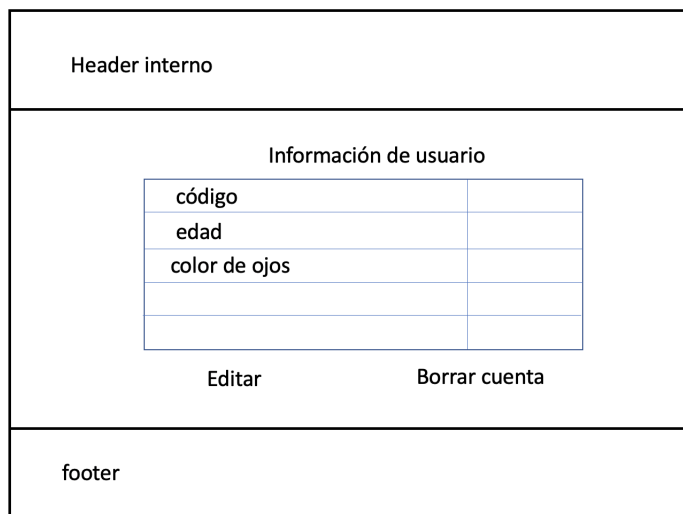 Header interno
Información de usuario
código
edad
color de ojos
Editar
Borrar cuenta
footer